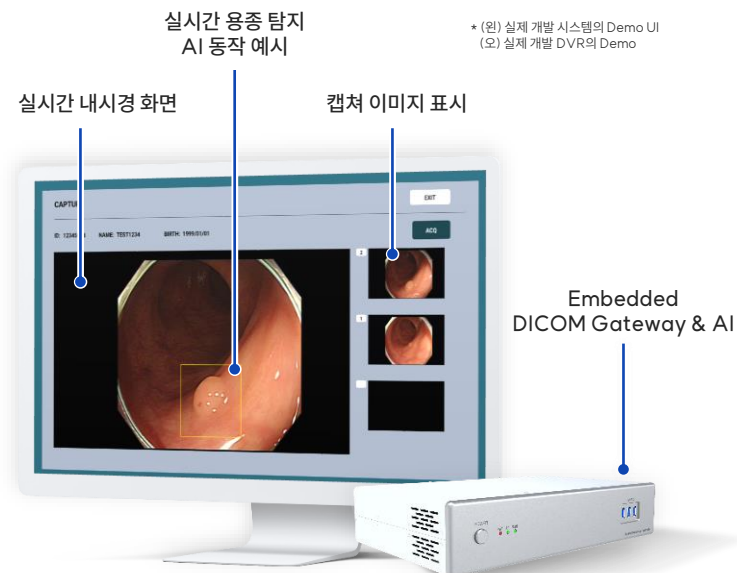 실시간 용종 탐지
AI 동작 예시
* (왼) 실제 개발 시스템의 Demo UI
(오) 실제 개발 DVR의 Demo
실시간 내시경 화면
캡쳐 이미지 표시
EXIT
ID:
NAME: TEST1234
BIRTH: 1999/01/01
ACQ
3
1
Embedded
DICOM Gateway & AI